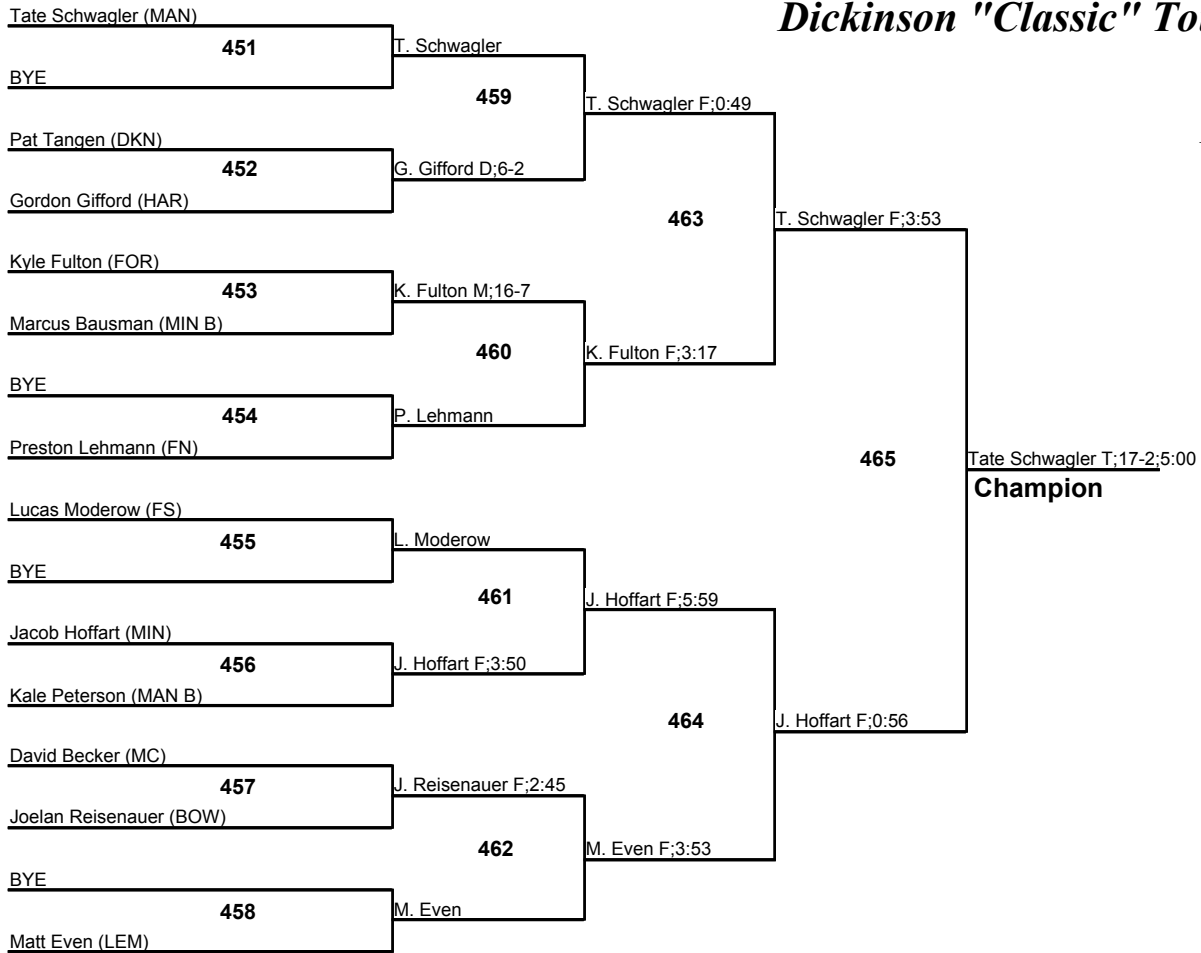 Dickinson "Classic" To
Tate Schwagler (MAN)
451
BYE
T. Schwagler
459
Pat Tangen (DKN)
452
Gordon Gifford (HAR)
G. Gifford D;6-2
T. Schwagler F;0:49
463
Kyle Fulton (FOR)
453
Marcus Bausman (MIN B)
K. Fulton M;16-7
460
BYE
454
Preston Lehmann (FN)
P. Lehmann
K. Fulton F;3:17
T. Schwagler F;3:53
465
Tate Schwagler T;17-2;5:00
Champion
Lucas Moderow (FS)
455
BYE
L. Moderow
461
Jacob Hoffart (MIN)
456
Kale Peterson (MAN B)
J. Hoffart F;3:50
J. Hoffart F;5:59
464
David Becker (MC)
457
Joelan Reisenauer (BOW)
J. Reisenauer F;2:45
462
BYE
458
Matt Even (LEM)
M. Even
M. Even F;3:53
J. Hoffart F;0:56